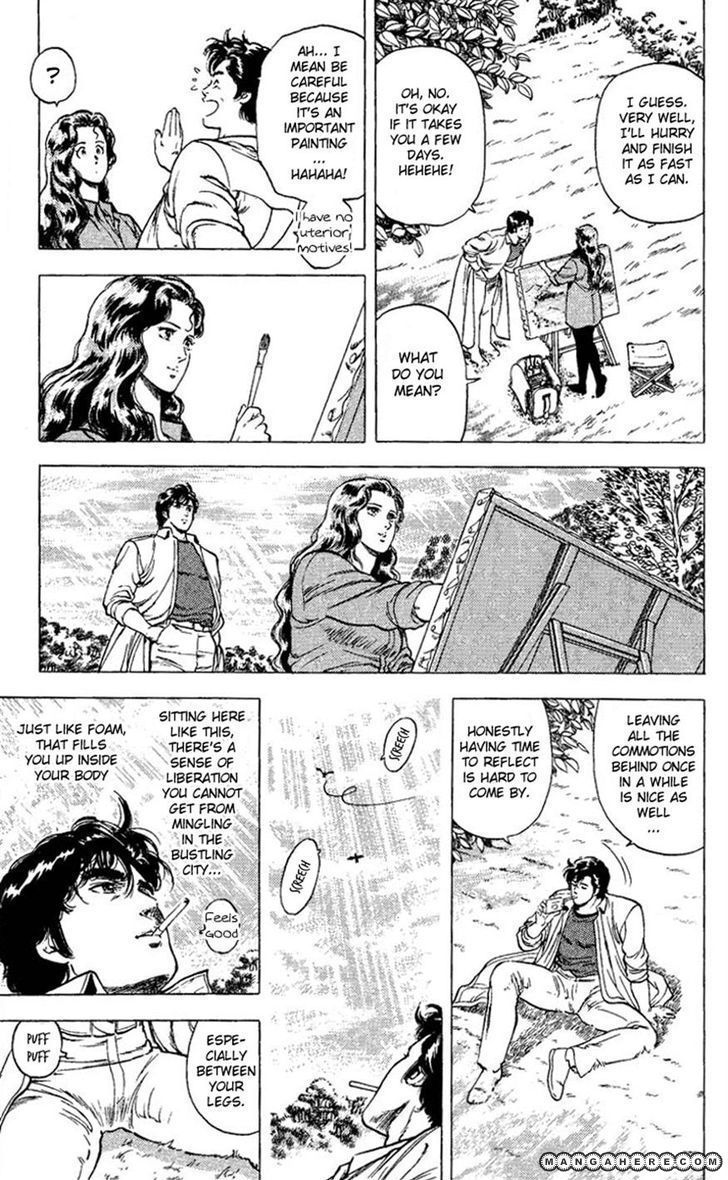 I GUESS.
VERY WELL,
I'LL HURRY
AND FINISH
IT AS FAST
AS I CAN.
OH, NO.
IT'S OKAY
IF IT TAKES
YOU A FEW
DAYS.
HEHEHE!
WHAT
DO YOU
MEAN?
AH... I
MEAN BE
CAREFUL
BECAUSE
IT'S AN
IMPORTANT
PAINTING
...
HAHAHA!
I have no
uterior
motives!
?
LEAVING
ALL THE
COMMOTIONS
BEHIND ONCE
IN A WHILE
IS NICE AS
WELL
...
HONESTLY
HAVING TIME
TO REFLECT
IS HARD TO
COME BY.
SCREECH
SCREECH
SITTING HERE
LIKE THIS,
THERE'S A
SENSE OF
LIBERATION
YOU CANNOT
GET FROM
MINGLING
IN THE
BUSTLING
CITY...
JUST LIKE FOAM,
THAT FILLS
YOU UP INSIDE
YOUR BODY
Feels
Good
ESPE-
CIALLY
BETWEEN
YOUR
LEGS.
PUFF
PUFF
MANGAHERE.COM